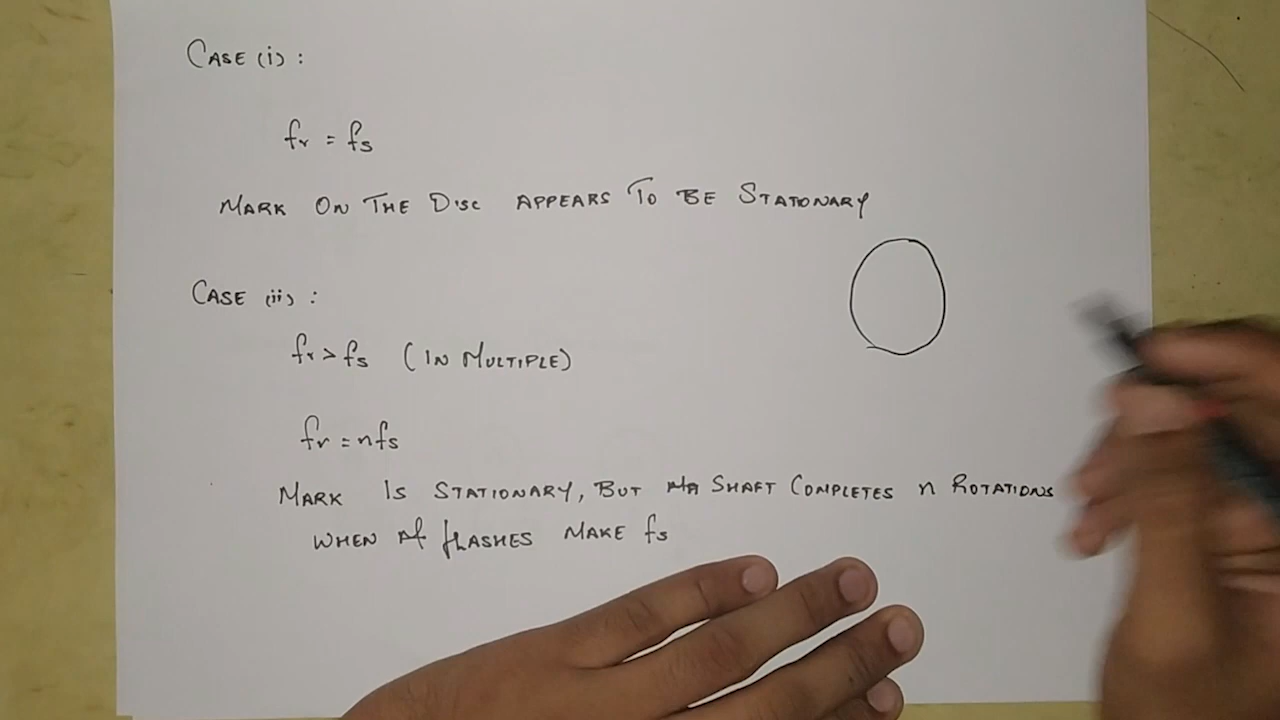 CASE (i) :
fr = fs
MARK ON THE DISC APPEARS TO BE STATIONARY
CASE (ii) :
fr > fs (IN MULTIPLE)
fr = nfs
MARK IS STATIONARY, BUT SHAFT COMPLETES n ROTATIONS
WHEN FLASHES MAKE fs